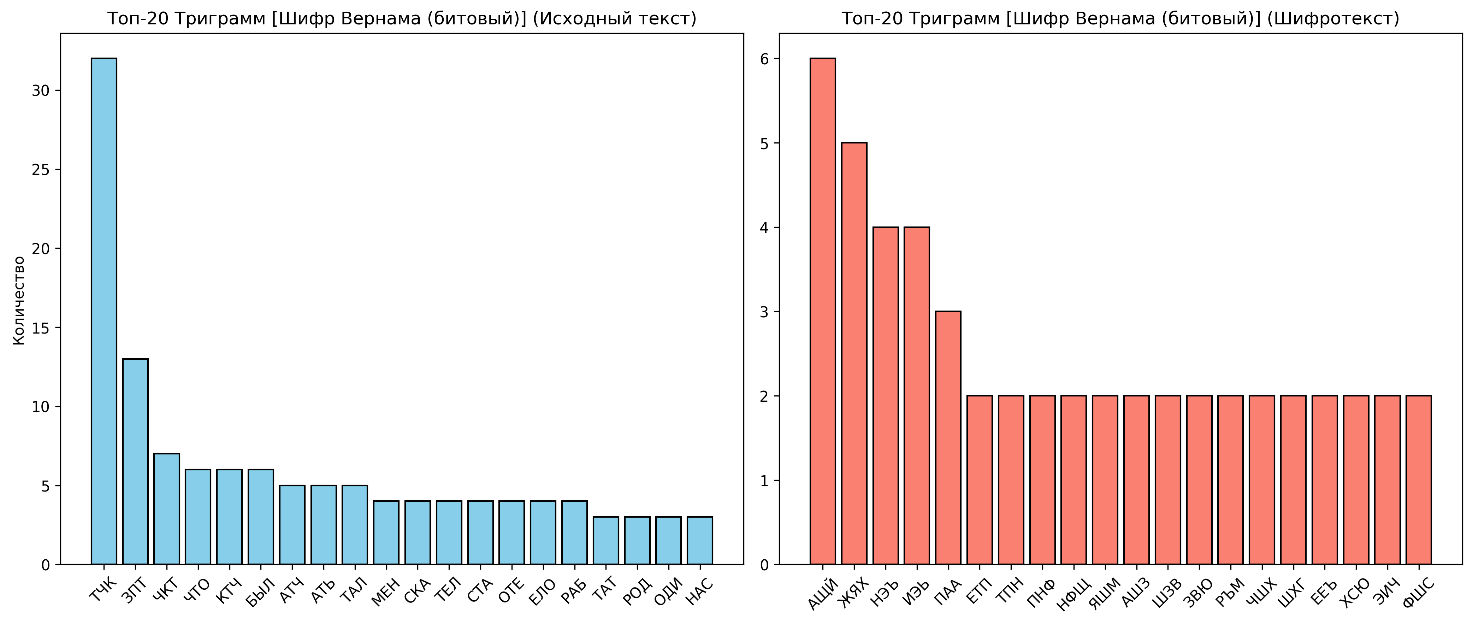 Топ-20 Триграмм [Шифр Вернама (битовый)] (Исходный текст)
Количество
30
25
20
15
10
5
0
ТЧК ЗПТ ЧКТ ЧТО КТЧ БЫЛ АТЧ АТЬ ТАЛ МЕН СКА ТЕЛ СТА ОТЕ ЕЛО РАБ ТАТ РОД ОДИ НАС
Топ-20 Триграмм [Шифр Вернама (битовый)] (Шифротекст)
6
5
4
3
2
1
0
АЩЙ ЖЯХ НЭЪ ИЭЬ ПАА ЕТП ТПН ПНФ НФЩ ЯШМ АШЗ ШЗВ ЗВЮ РЪМ ЧШХ ШХГ ЕЕЪ ХСЮ ЭИЧ ФШС